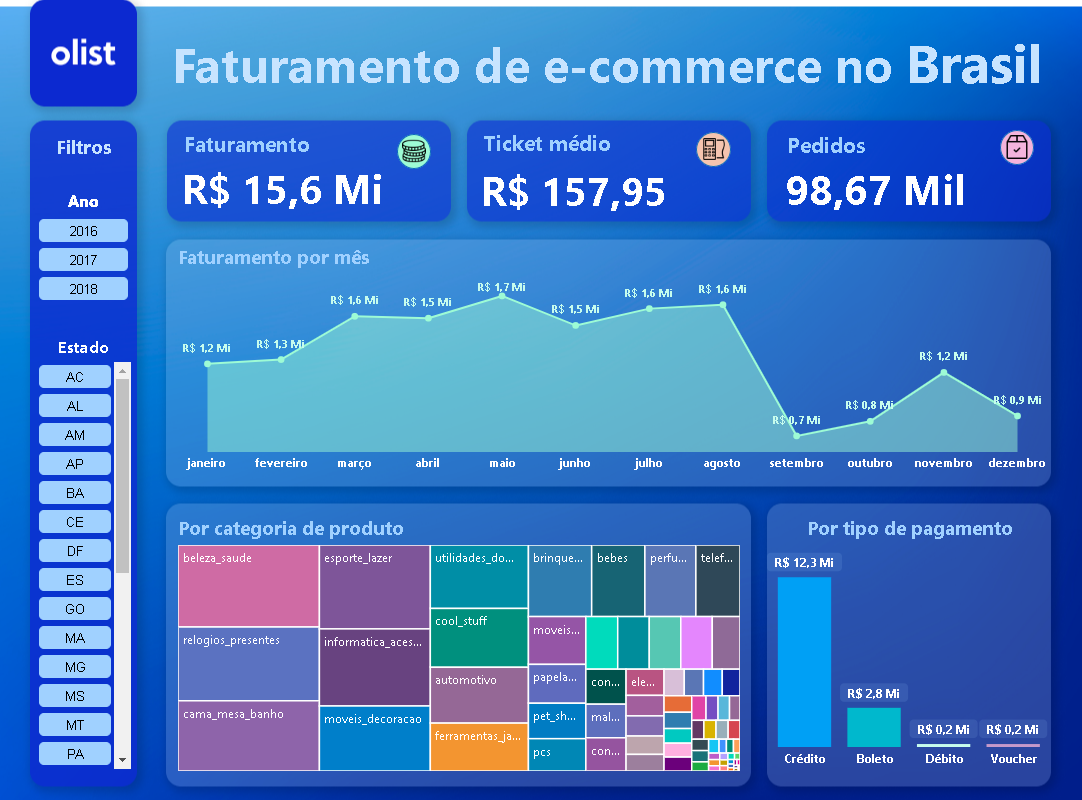 olist
Faturamento de e-commerce no Brasil
Filtros
Ano
2016
2017
2018
Estado
AC
AL
AM
AP
BA
CE
DF
ES
GO
MA
MG
MS
MT
PA
Faturamento
R$ 15,6 Mi
Ticket médio
R$ 157,95
Pedidos
98,67 Mil
Faturamento por mês
R$ 1,2 Mi
R$ 1,3 Mi
R$ 1,6 Mi
R$ 1,5 Mi
R$ 1,7 Mi
R$ 1,5 Mi
R$ 1,6 Mi
R$ 1,6 Mi
R$ 0,7 Mi
R$ 0,8 Mi
R$ 1,2 Mi
R$ 0,9 Mi
janeiro
fevereiro
março
abril
maio
junho
julho
agosto
setembro
outubro
novembro
dezembro
Por categoria de produto
beleza_saude
relogios_presentes
cama_mesa_banho
esporte_lazer
informatica_aces...
moveis_decoracao
utilidades_do...
cool_stuff
automotivo
ferramentas_ja...
brinque...
bebes
perfu...
telef...
moveis...
papela...
pet_sh...
pcs
con...
mal...
con...
ele...
Por tipo de pagamento
R$ 12,3 Mi
R$ 2,8 Mi
R$ 0,2 Mi
R$ 0,2 Mi
Crédito
Boleto
Débito
Voucher